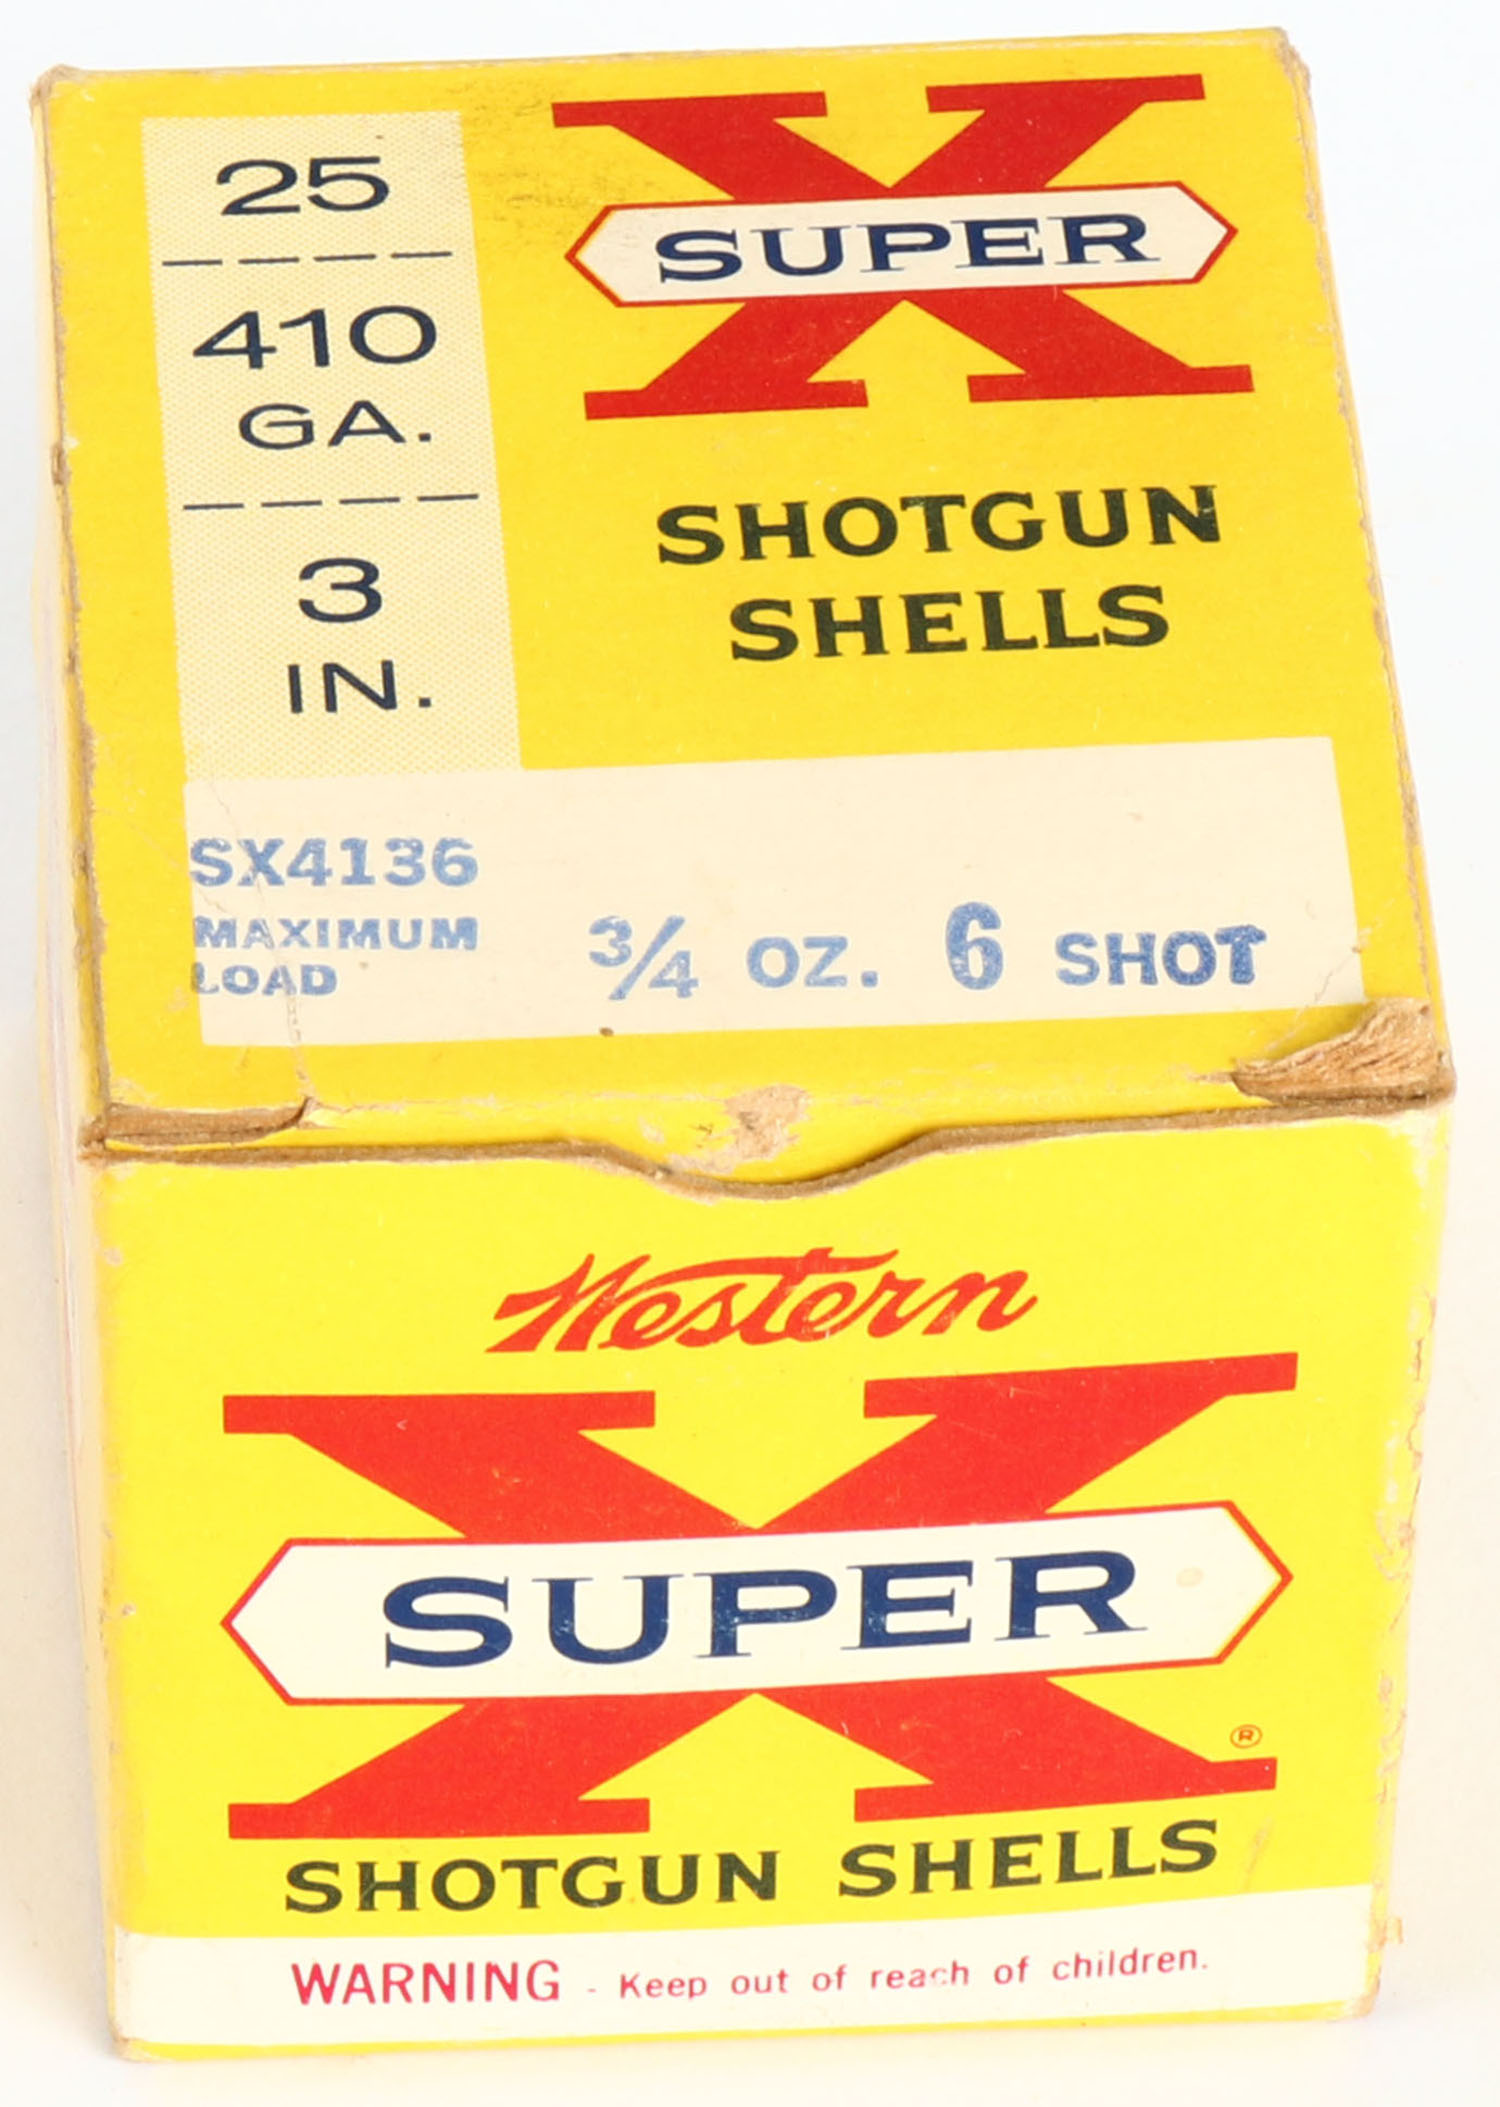 25
410
GA.
3
IN.
X
SUPER
SHOTGUN
SHELLS
SX4136
MAXIMUM
LOAD
3/4 OZ. 6 SHOT
Western
X
SUPER
®
SHOTGUN SHELLS
WARNING - Keep out of reach of children.